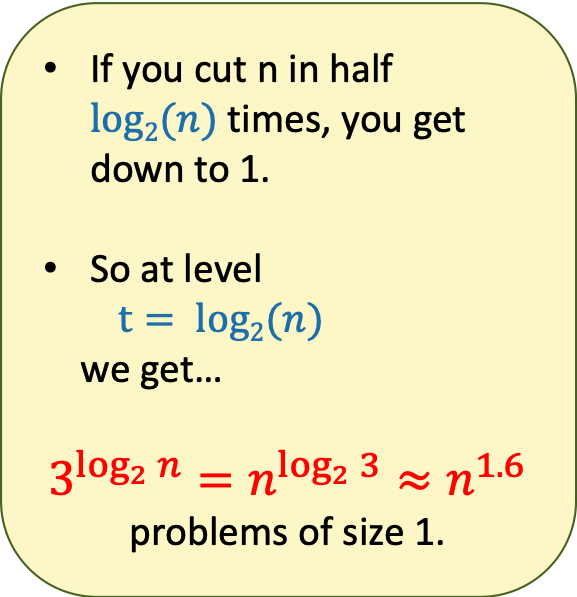 • If you cut n in half
log₂(n) times, you get
down to 1.
• So at level
t = log₂(n)
we get…
3^{log₂ n} = n^{log₂ 3} ≈ n^{1.6}
problems of size 1.